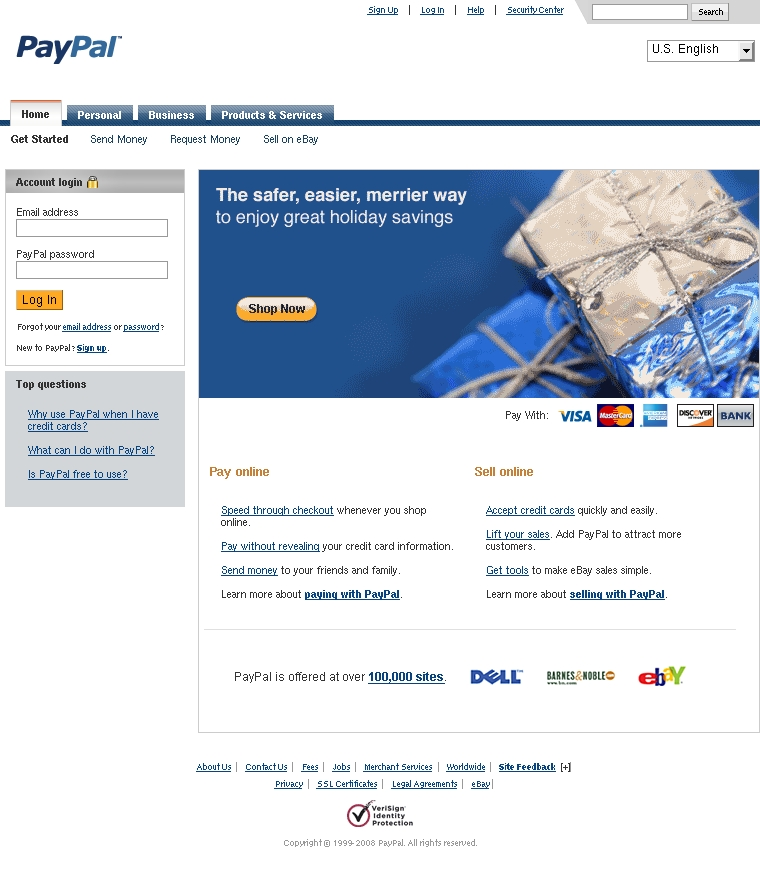 Sign Up | Log In | Help | Security Center
Search
PayPal™
U.S. English
Home Personal Business Products & Services
Get Started Send Money Request Money Sell on eBay
Account login
Email address
PayPal password
Log In
Forgot your email address or password?
New to PayPal? Sign up.
Top questions
Why use PayPal when I have
credit cards?
What can I do with PayPal?
Is PayPal free to use?
The safer, easier, merrier way
to enjoy great holiday savings
Shop Now
Pay With: VISA MasterCard AMERICAN EXPRESS DISCOVER NETWORK BANK
Pay online
Speed through checkout whenever you shop
online.
Pay without revealing your credit card information.
Send money to your friends and family.
Learn more about paying with PayPal.
Sell online
Accept credit cards quickly and easily.
Lift your sales. Add PayPal to attract more
customers.
Get tools to make eBay sales simple.
Learn more about selling with PayPal.
PayPal is offered at over 100,000 sites.
DELL™
BARNES&NOBLE
www.bn.com
ebY
About Us | Contact Us | Fees | Jobs | Merchant Services | Worldwide | Site Feedback [+]
Privacy | SSL Certificates | Legal Agreements | eBay |
VeriSign
Identity
Protection
Copyright © 1999-2008 PayPal. All rights reserved.